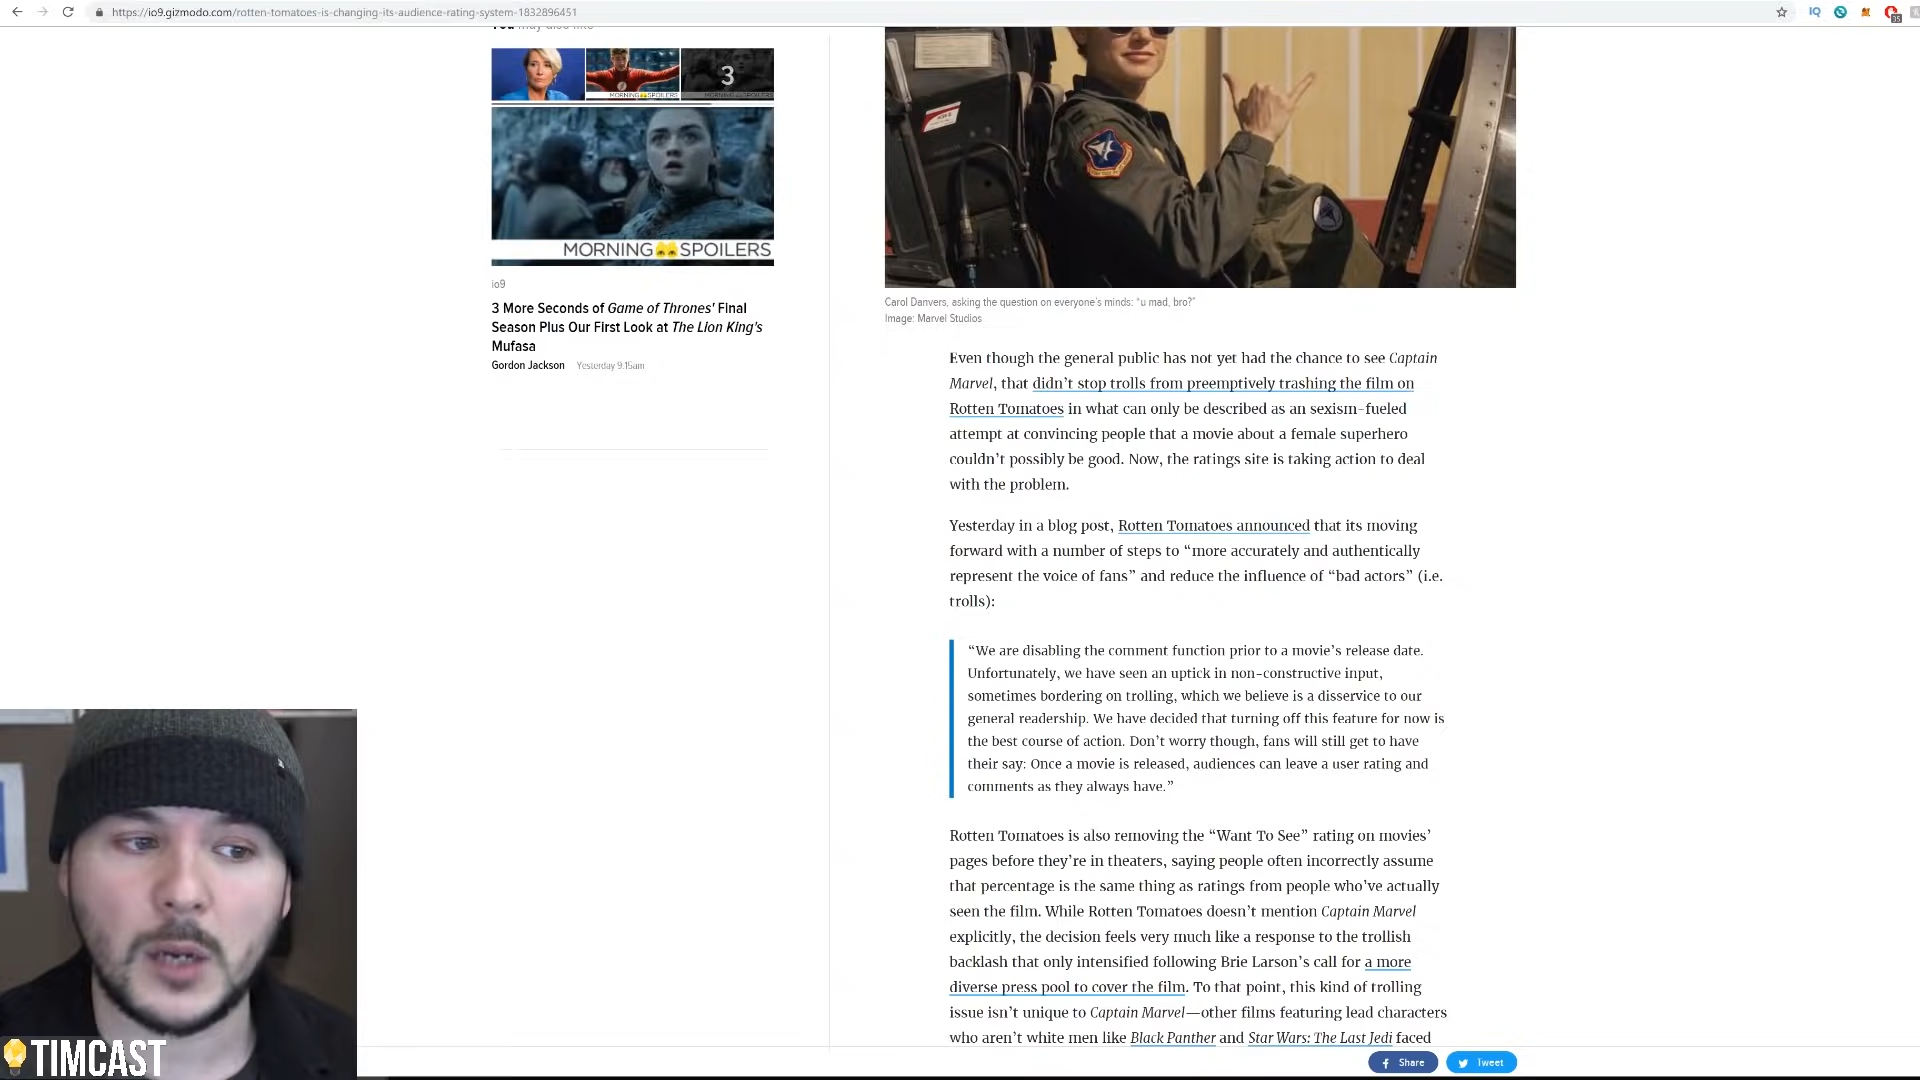 https://io9.gizmodo.com/rotten-tomatoes-is-changing-its-audience-rating-system-1832896451
You may also like
3
MORNING SPOILERS
MORNING SPOILERS
MORNING SPOILERS
io9
3 More Seconds of Game of Thrones' Final
Season Plus Our First Look at The Lion King's
Mufasa
Gordon Jackson Yesterday 9:15am
Carol Danvers, asking the question on everyone's minds: "u mad, bro?"
Image: Marvel Studios
Even though the general public has not yet had the chance to see Captain
Marvel, that didn't stop trolls from preemptively trashing the film on
Rotten Tomatoes in what can only be described as an sexism-fueled
attempt at convincing people that a movie about a female superhero
couldn't possibly be good. Now, the ratings site is taking action to deal
with the problem.
Yesterday in a blog post, Rotten Tomatoes announced that its moving
forward with a number of steps to “more accurately and authentically
represent the voice of fans” and reduce the influence of “bad actors” (i.e.
trolls):
“We are disabling the comment function prior to a movie's release date.
Unfortunately, we have seen an uptick in non-constructive input,
sometimes bordering on trolling, which we believe is a disservice to our
general readership. We have decided that turning off this feature for now is
the best course of action. Don't worry though, fans will still get to have
their say: Once a movie is released, audiences can leave a user rating and
comments as they always have.”
Rotten Tomatoes is also removing the “Want To See” rating on movies'
pages before they're in theaters, saying people often incorrectly assume
that percentage is the same thing as ratings from people who've actually
seen the film. While Rotten Tomatoes doesn't mention Captain Marvel
explicitly, the decision feels very much like a response to the trollish
backlash that only intensified following Brie Larson's call for a more
diverse press pool to cover the film. To that point, this kind of trolling
issue isn't unique to Captain Marvel—other films featuring lead characters
who aren't white men like Black Panther and Star Wars: The Last Jedi faced
Share Tweet
TIMCAST